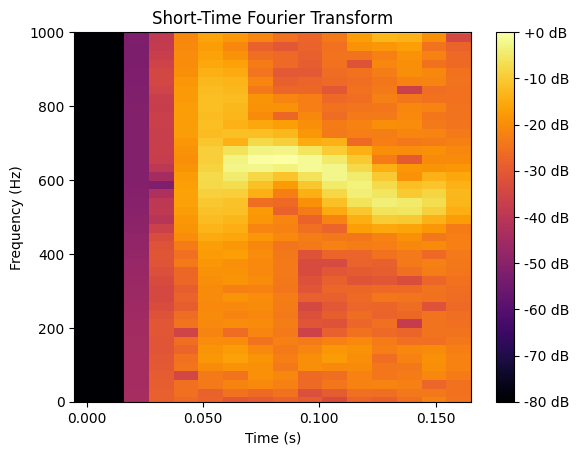 Short-Time Fourier Transform
1000
800
600
400
200
0
Frequency (Hz)
0.000
0.050
0.100
0.150
Time (s)
+0 dB
-10 dB
-20 dB
-30 dB
-40 dB
-50 dB
-60 dB
-70 dB
-80 dB